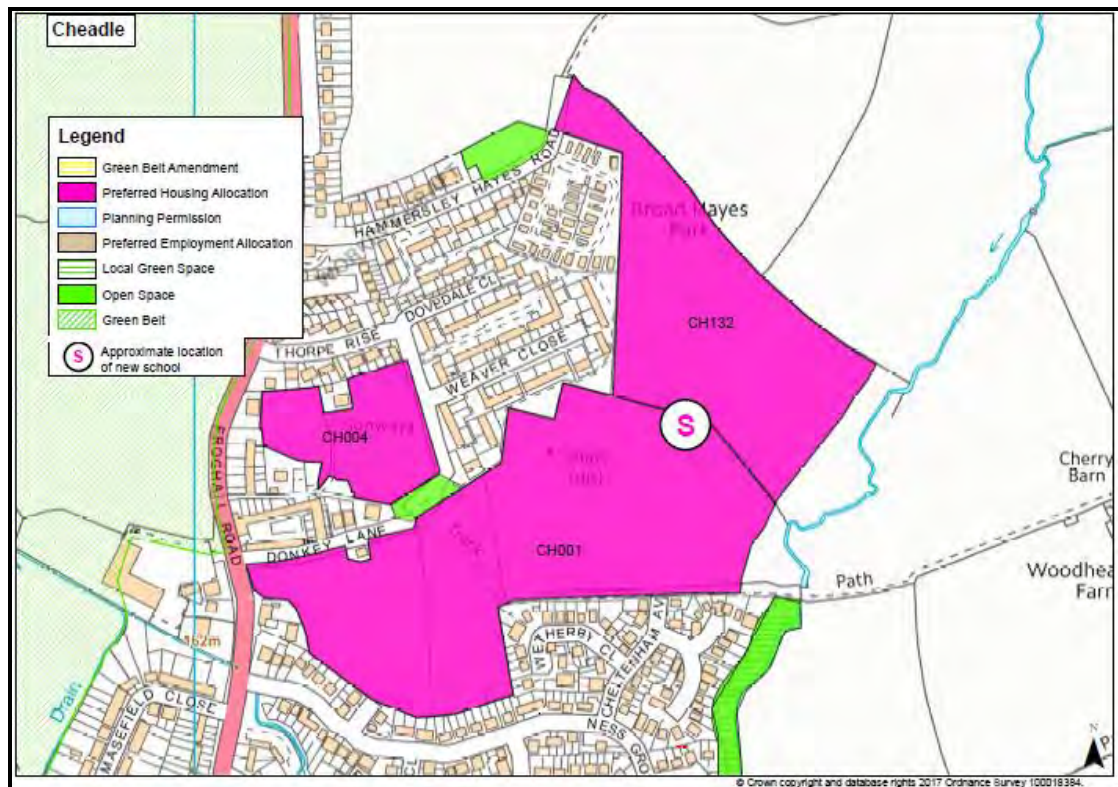 Cheadle
Legend
Green Belt Amendment
Preferred Housing Allocation
Planning Permission
Preferred Employment Allocation
Local Green Space
Open Space
Green Belt
S
Approximate location
of new school
HAMMERSLEY HAYES ROAD
Broad Hayes
Park
DOVEDALE CL
THORPE RISE
WEAVER CLOSE
CH132
CH004
S
FROGHALL ROAD
Cherry
Barn
DONKEY LANE
Track
CH001
Path
Woodhea
Farm
162m
WETHERBY CL
CHELTENHAM AV
Drain
MASEFIELD CLOSE
NESS GRO
CL
N
© Crown copyright and database rights 2017 Ordnance Survey 100018384.